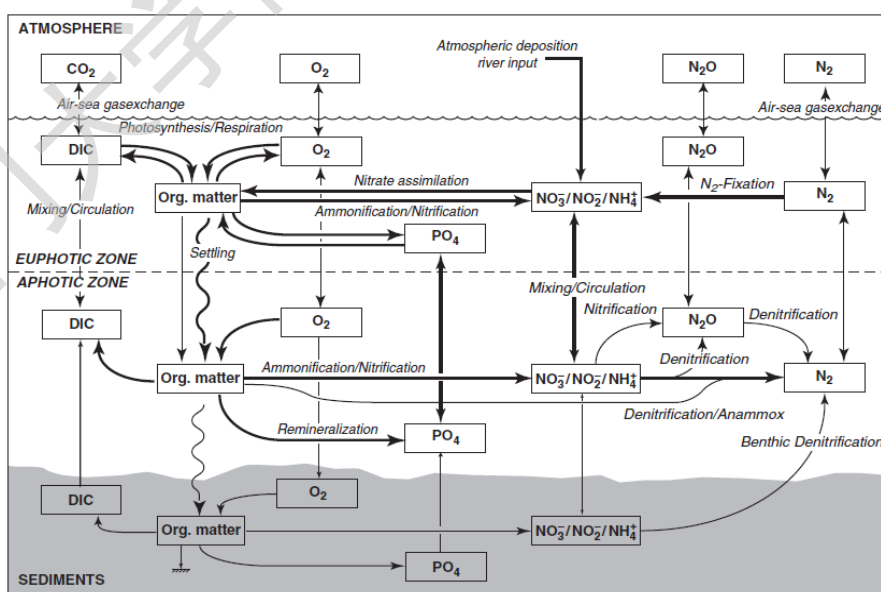 ATMOSPHERE
Atmospheric deposition
river input
CO₂
O₂
N₂O
N₂
Air-sea gasexchange
Air-sea gasexchange
Photosynthesis/Respiration
DIC
O₂
N₂O
Nitrate assimilation
N₂-Fixation
Org. matter
NO₃⁻/NO₂⁻/NH₄⁺
N₂
Mixing/Circulation
Ammonification/Nitrification
PO₄
Settling
EUPHOTIC ZONE
APHOTIC ZONE
Mixing/Circulation
Nitrification
Denitrification
DIC
O₂
N₂O
Denitrification
Ammonification/Nitrification
Org. matter
NO₃⁻/NO₂⁻/NH₄⁺
N₂
Denitrification/Anammox
Remineralization
PO₄
Benthic Denitrification
DIC
O₂
Org. matter
NO₃⁻/NO₂⁻/NH₄⁺
PO₄
SEDIMENTS
大学